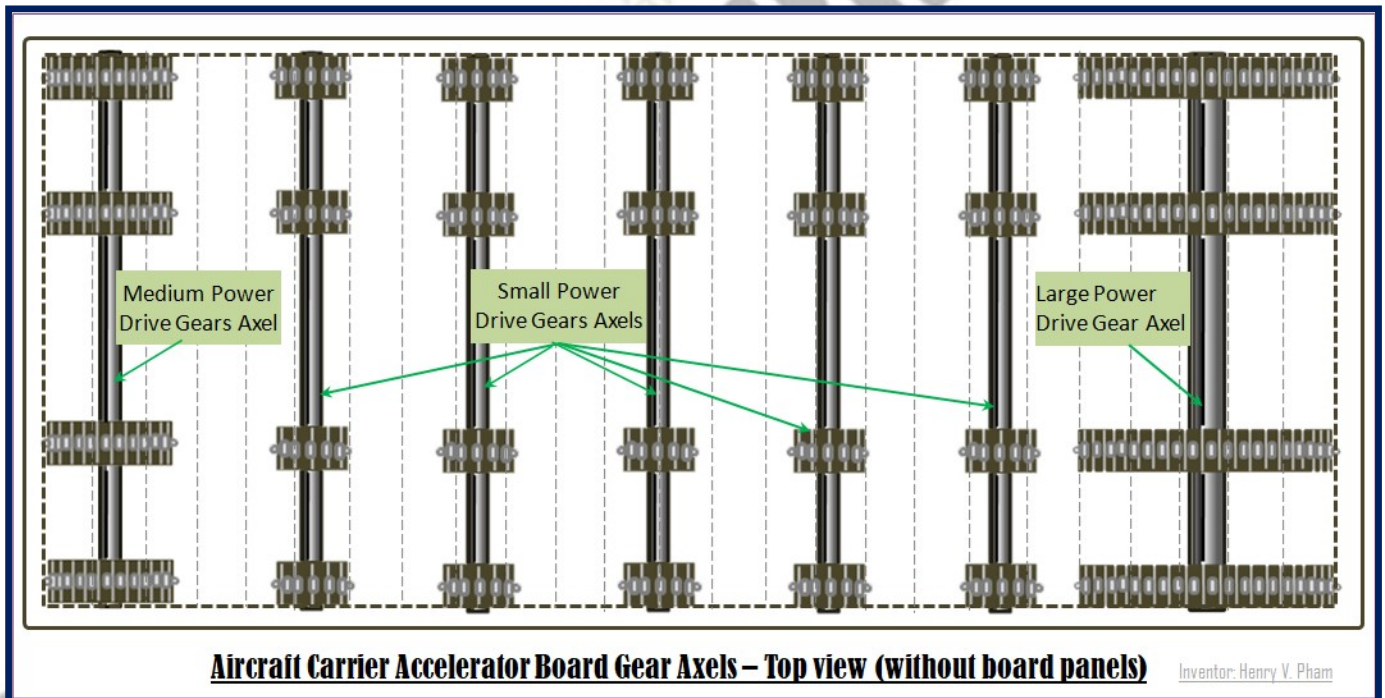 Medium Power
Drive Gears Axel
Small Power
Drive Gears Axels
Large Power
Drive Gear Axel
Aircraft Carrier Accelerator Board Gear Axels – Top view (without board panels)
Inventor: Henry V. Pham